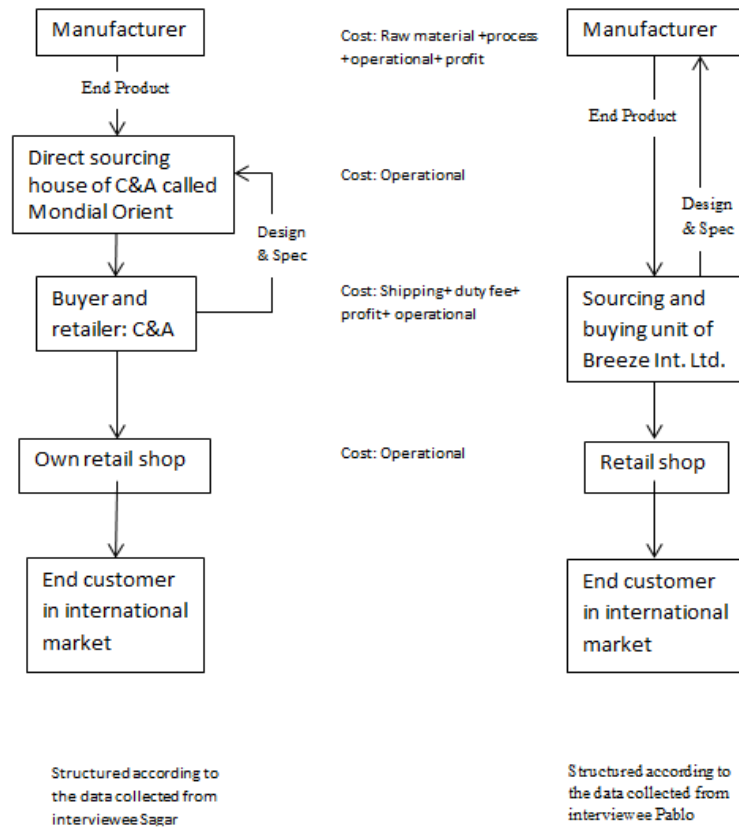 Manufacturer
End Product
Direct sourcing
house of C&A called
Mondial Orient
Design
& Spec
Buyer and
retailer: C&A
Own retail shop
End customer
in international
market
Structured according to
the data collected from
interviewee Sagar
Cost: Raw material +process
+operational+ profit
Cost: Operational
Cost: Shipping+ duty fee+
profit+ operational
Cost: Operational
Manufacturer
End Product
Design
& Spec
Sourcing and
buying unit of
Breeze Int. Ltd.
Retail shop
End customer
in international
market
Structured according to
the data collected from
interviewee Pablo